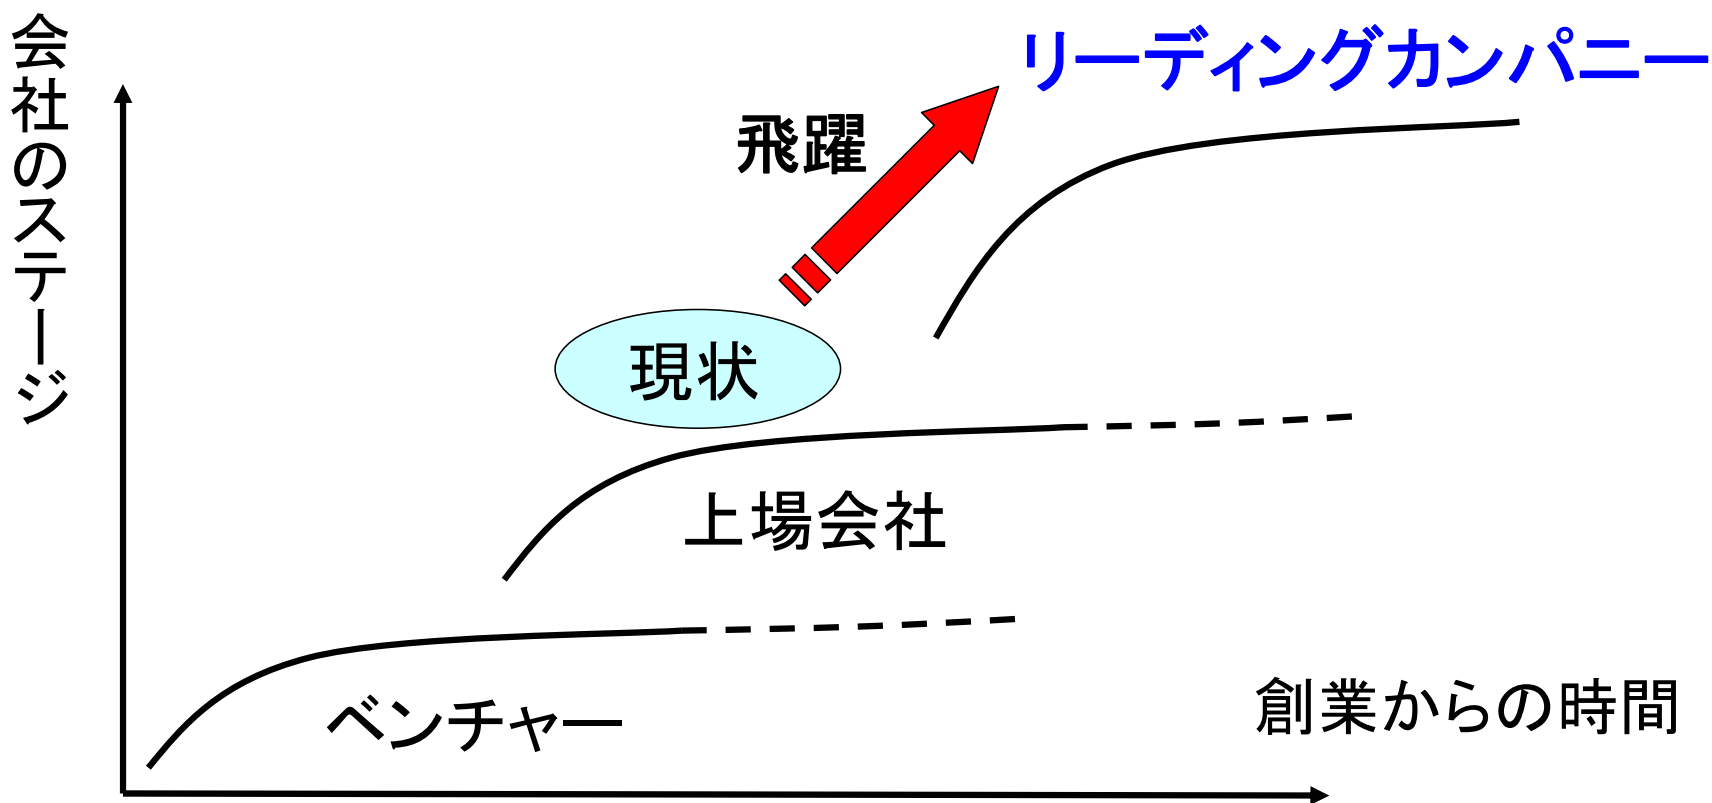 会社のステージ
リーディングカンパニー
飛躍
現状
上場会社
ベンチャー
創業からの時間